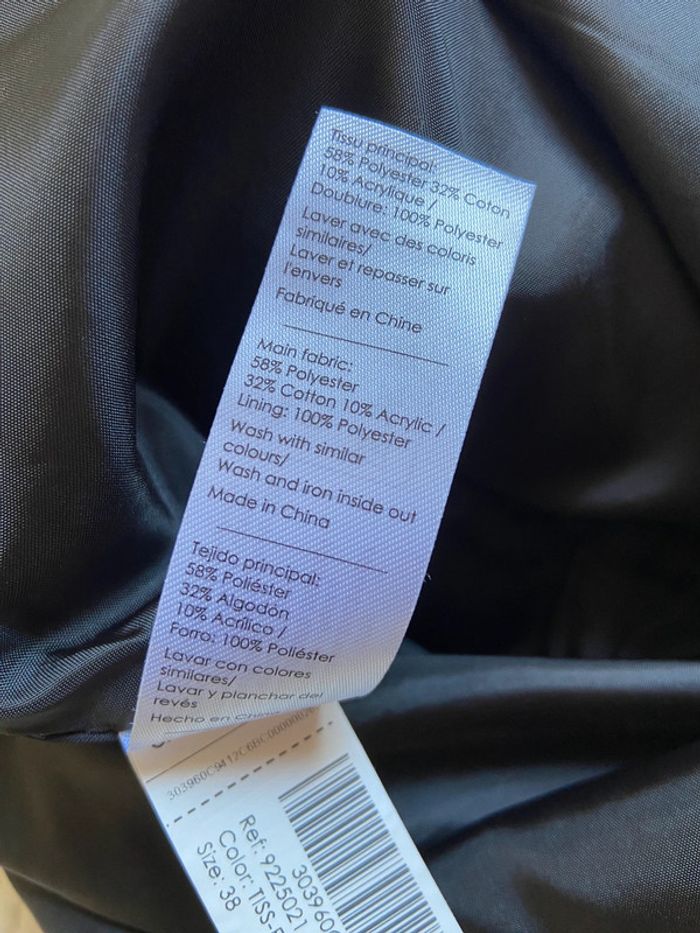 Tissu principal:
58% Polyester 32% Coton
10% Acrylique /
Doublure: 100% Polyester
Laver avec des coloris
similaires/
Laver et repasser sur
l'envers
Fabriqué en Chine
Main fabric:
58% Polyester
32% Cotton 10% Acrylic /
Lining: 100% Polyester
Wash with similar
colours/
Wash and iron inside out
Made in China
Tejido principal:
58% Poliéster
32% Algodón
10% Acrílico /
Forro: 100% Poliéster
Lavar con colores
similares/
Lavar y planchar del
revés
Hecho en China
303960
Ref: 9225021
Color: TISS-
Size: 38